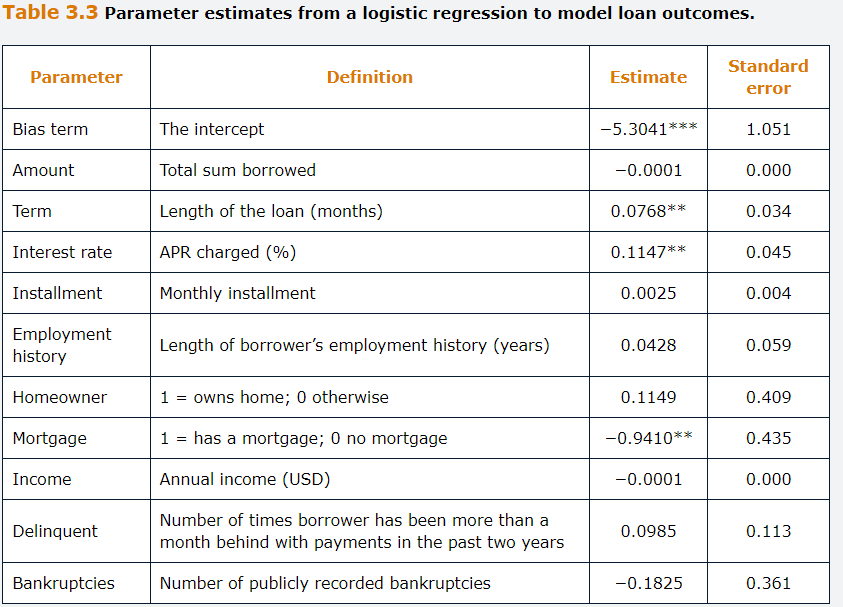 Table 3.3 Parameter estimates from a logistic regression to model loan outcomes.
Parameter Definition Estimate Standard error
Bias term The intercept −5.3041*** 1.051
Amount Total sum borrowed −0.0001 0.000
Term Length of the loan (months) 0.0768** 0.034
Interest rate APR charged (%) 0.1147** 0.045
Installment Monthly installment 0.0025 0.004
Employment history Length of borrower’s employment history (years) 0.0428 0.059
Homeowner 1 = owns home; 0 otherwise 0.1149 0.409
Mortgage 1 = has a mortgage; 0 no mortgage −0.9410** 0.435
Income Annual income (USD) −0.0001 0.000
Delinquent Number of times borrower has been more than a month behind with payments in the past two years 0.0985 0.113
Bankruptcies Number of publicly recorded bankruptcies −0.1825 0.361